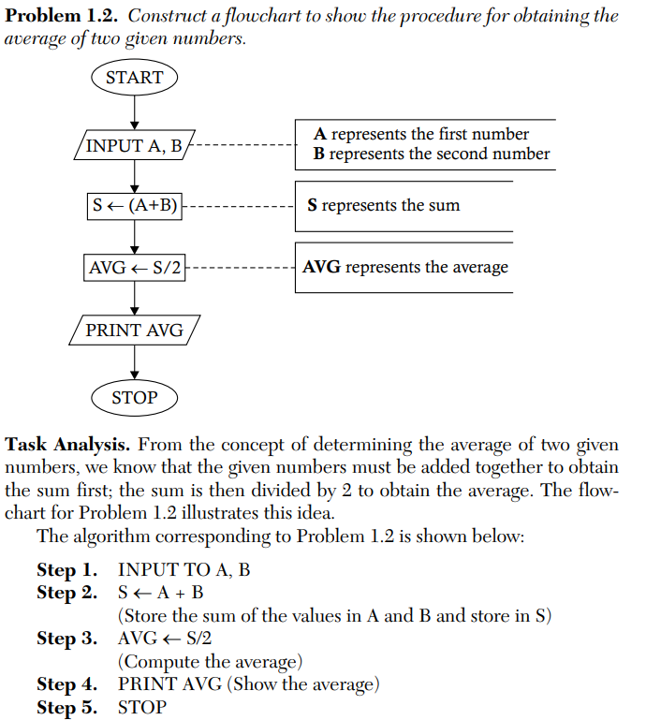 Problem 1.2. Construct a flowchart to show the procedure for obtaining the
average of two given numbers.
START
INPUT A, B
A represents the first number
B represents the second number
S ← (A+B)
S represents the sum
AVG ← S/2
AVG represents the average
PRINT AVG
STOP
Task Analysis. From the concept of determining the average of two given
numbers, we know that the given numbers must be added together to obtain
the sum first; the sum is then divided by 2 to obtain the average. The flow-
chart for Problem 1.2 illustrates this idea.
The algorithm corresponding to Problem 1.2 is shown below:
Step 1. INPUT TO A, B
Step 2. S ← A + B
(Store the sum of the values in A and B and store in S)
Step 3. AVG ← S/2
(Compute the average)
Step 4. PRINT AVG (Show the average)
Step 5. STOP